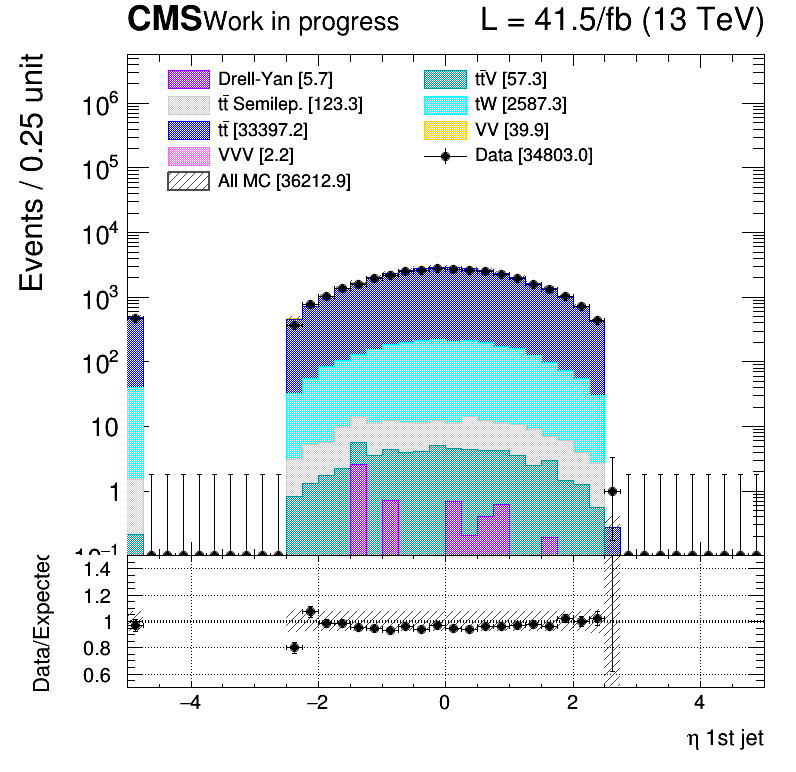 CMS Work in progress L = 41.5/fb (13 TeV)
Events / 0.25 unit
Drell-Yan [5.7] tt̄V [57.3]
tt̄ Semilep. [123.3] tW [2587.3]
tt̄ [33397.2] VV [39.9]
VVV [2.2] Data [34803.0]
All MC [36212.9]
10⁶
10⁵
10⁴
10³
10²
10
1
10⁻¹
Data/Expected
1.4
1.2
1
0.8
0.6
−4 −2 0 2 4
η 1st jet